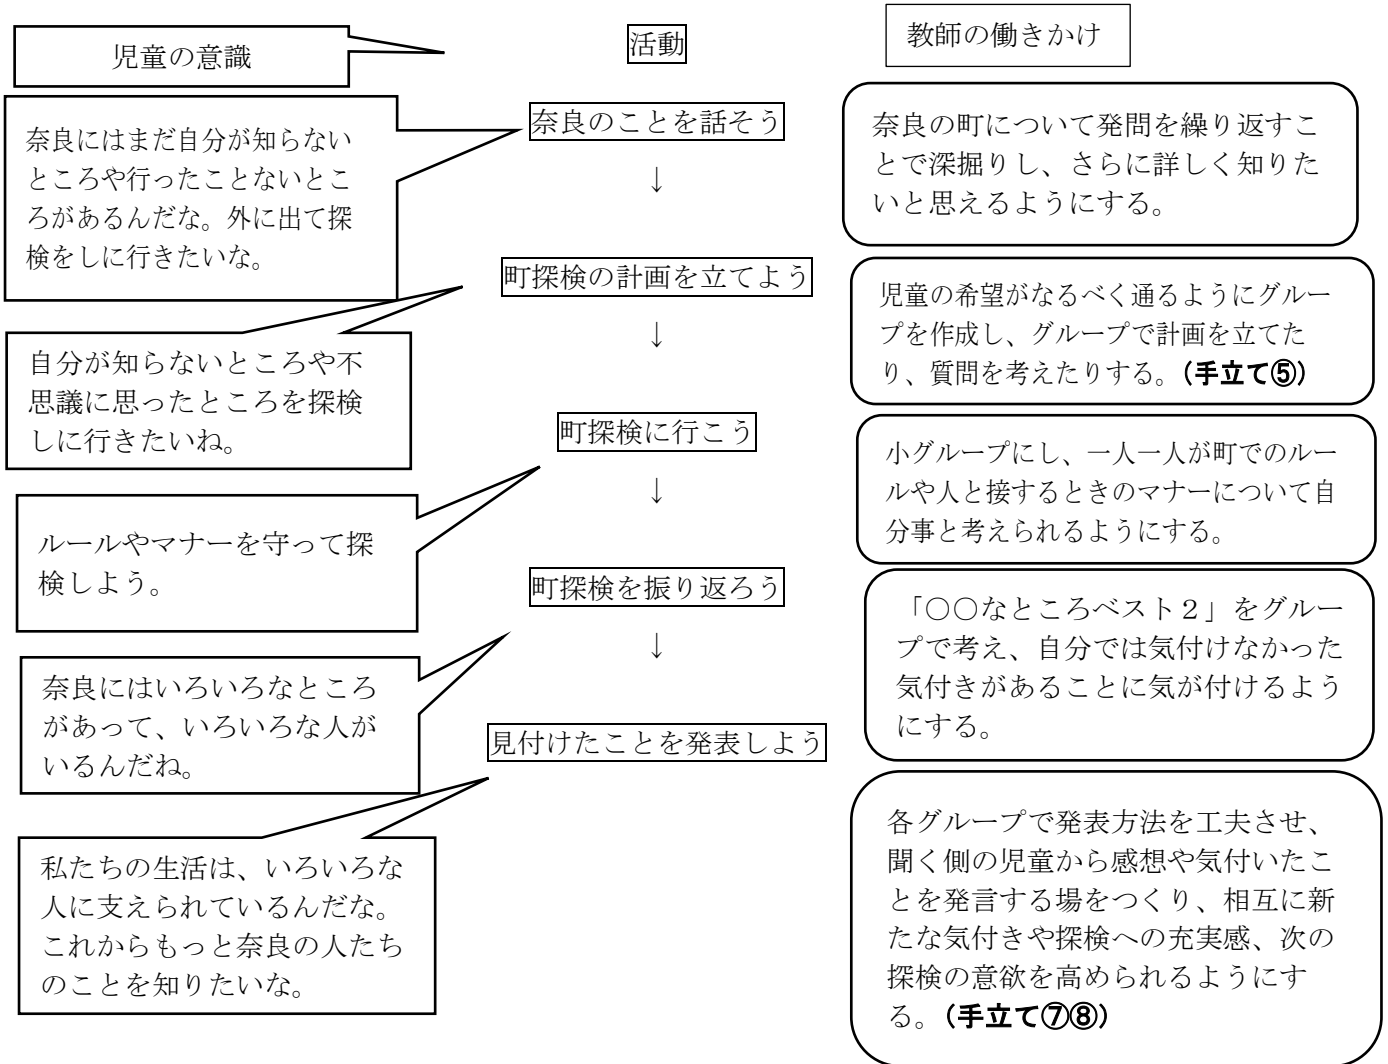 児童の意識
活動
教師の働きかけ
奈良にはまだ自分が知らない
ところや行ったことないとこ
ろがあるんだな。外に出て探
検をしに行きたいな。
奈良のことを話そう
↓
奈良の町について発問を繰り返すこ
とで深掘りし、さらに詳しく知りた
いと思えるようにする。
自分が知らないところや不
思議に思ったところを探検
しに行きたいね。
町探検の計画を立てよう
↓
児童の希望がなるべく通るようにグルー
プを作成し、グループで計画を立てた
り、質問を考えたりする。(手立て⑤)
ルールやマナーを守って探
検しよう。
町探検に行こう
↓
小グループにし、一人一人が町でのルー
ルや人と接するときのマナーについて自
分事と考えられるようにする。
奈良にはいろいろなところ
があって、いろいろな人が
いるんだね。
町探検を振り返ろう
↓
「○○なところベスト２」をグルー
プで考え、自分では気付けなかった
気付きがあることに気が付けるよう
にする。
私たちの生活は、いろいろな
人に支えられているんだな。
これからもっと奈良の人たち
のことを知りたいな。
見付けたことを発表しよう
各グループで発表方法を工夫させ、
聞く側の児童から感想や気付いたこ
とを発言する場をつくり、相互に新
たな気付きや探検への充実感、次の
探検の意欲を高められるようにす
る。(手立て⑦⑧)